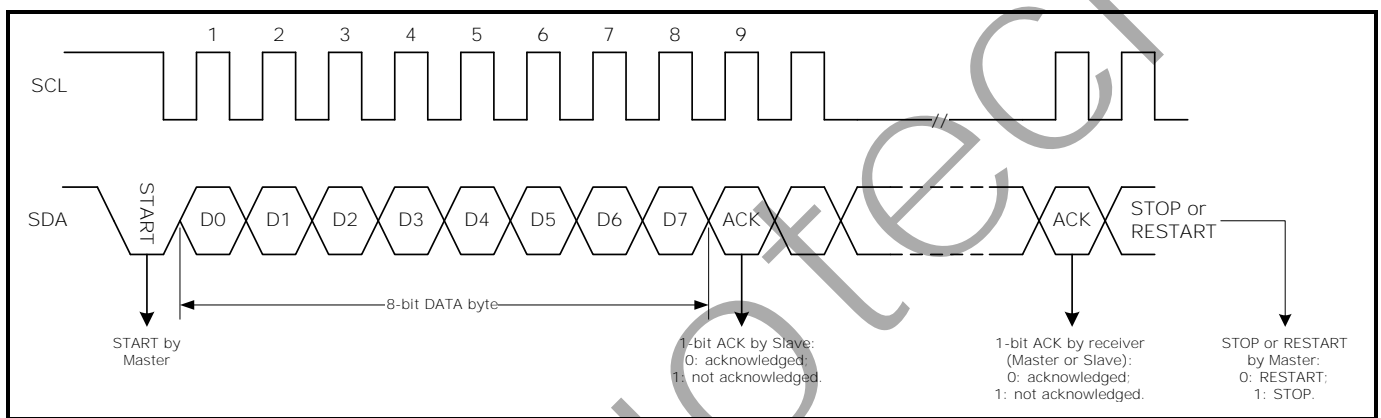 1 2 3 4 5 6 7 8 9
SCL
SDA
START
D0 D1 D2 D3 D4 D5 D6 D7 ACK
ACK
STOP or
RESTART
8-bit DATA byte
START by
Master
1-bit ACK by Slave:
0: acknowledged;
1: not acknowledged.
1-bit ACK by receiver
(Master or Slave):
0: acknowledged;
1: not acknowledged.
STOP or RESTART
by Master:
0: RESTART;
1: STOP.